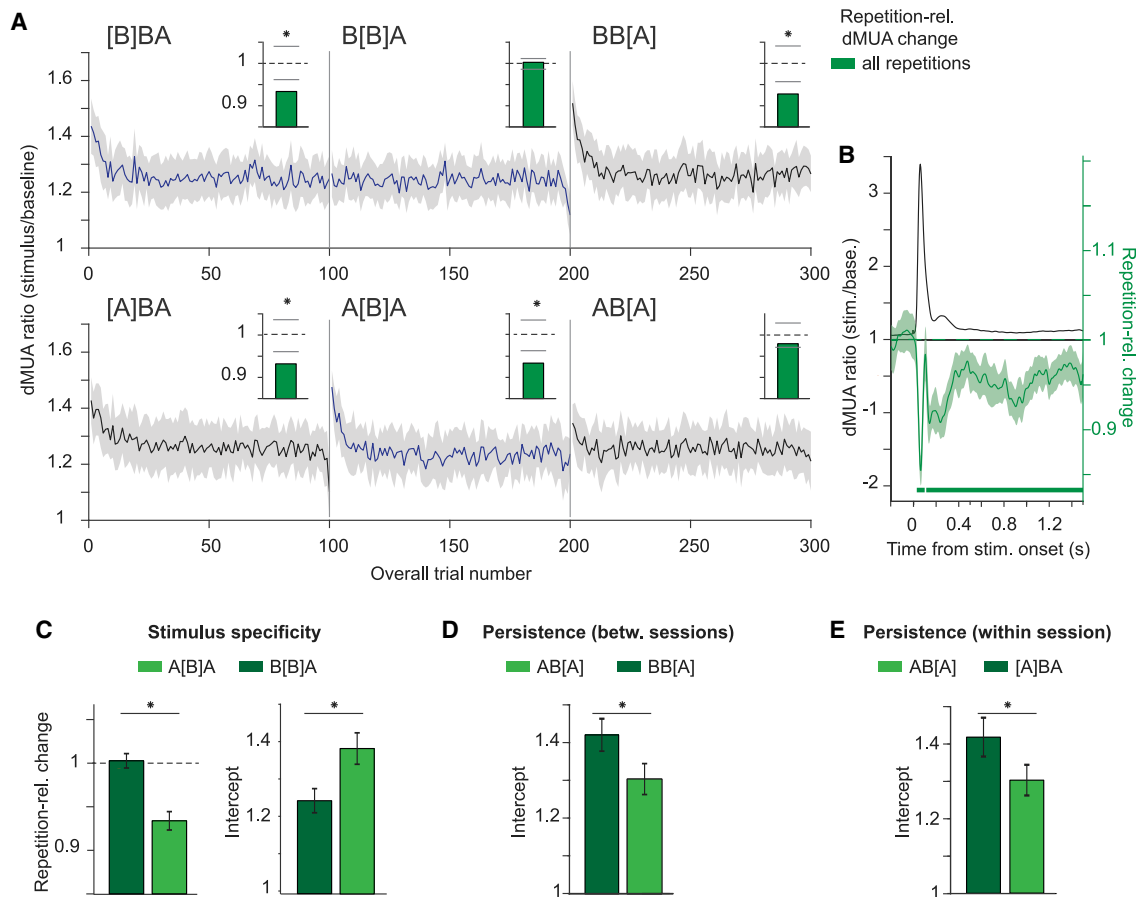 A
[B]BA
B[B]A
BB[A]
Repetition-rel.
dMUA change
all repetitions
*
1
0.9
*
1.6
1.4
1.2
1
0
50
100
150
200
250
300
[A]BA
A[B]A
AB[A]
*
1
0.9
*
1
0.9
1.6
1.4
1.2
1
0
50
100
150
200
250
300
dMUA ratio (stimulus/baseline)
Overall trial number
B
3
2
1
-1
-2
1.1
1
0.9
0
0.4
0.8
1.2
dMUA ratio (stim./base.)
Repetition-rel. change
Time from stim. onset (s)
C
Stimulus specificity
A[B]A
B[B]A
*
1
0.9
Repetition-rel. change
*
1.4
1.2
1
Intercept
D
Persistence (betw. sessions)
AB[A]
BB[A]
*
1.4
1.2
1
Intercept
E
Persistence (within session)
AB[A]
[A]BA
*
1.4
1.2
1
Intercept